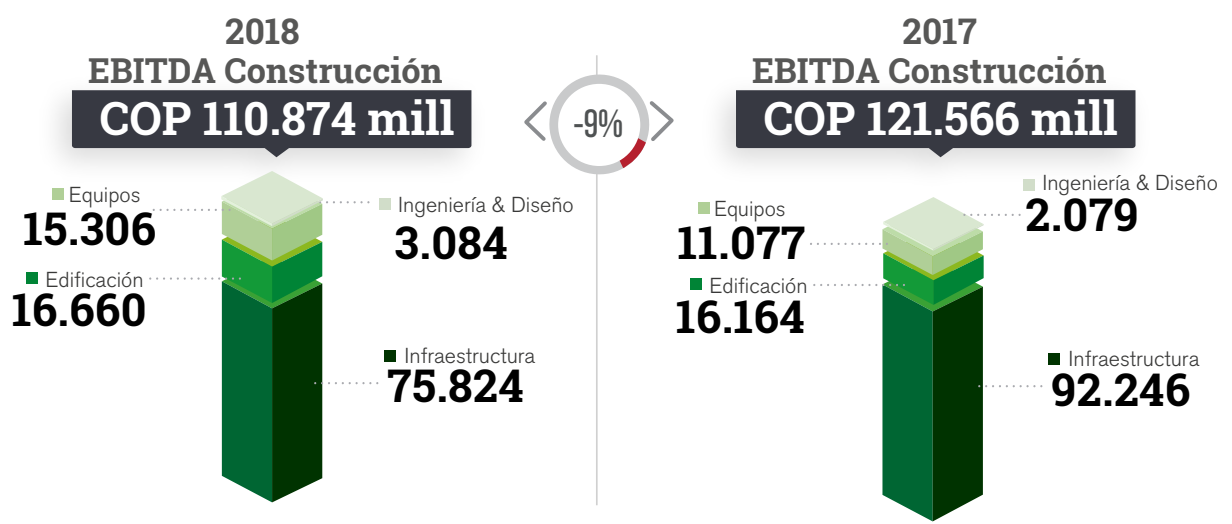 2018
EBITDA Construcción
COP 110.874 mill
Equipos
15.306
Ingeniería & Diseño
3.084
Edificación
16.660
Infraestructura
75.824
-9%
2017
EBITDA Construcción
COP 121.566 mill
Ingeniería & Diseño
2.079
Equipos
11.077
Edificación
16.164
Infraestructura
92.246